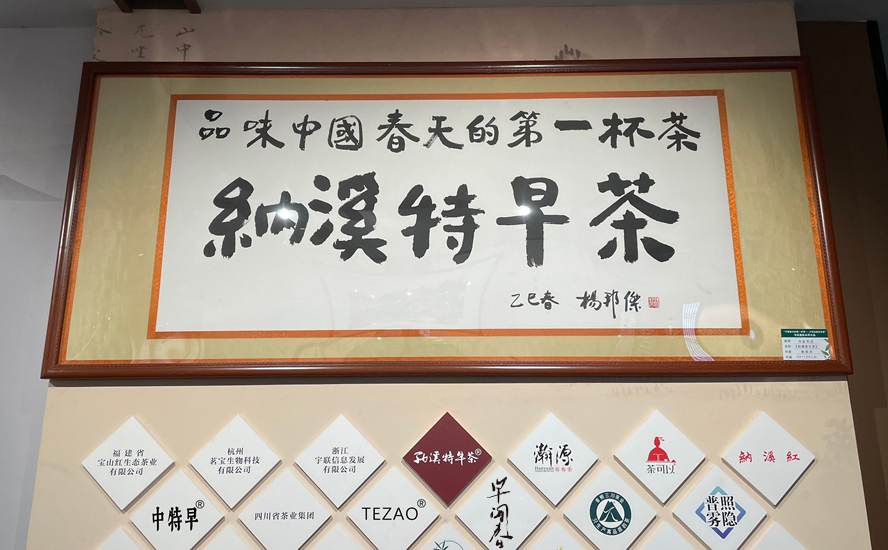 品味中國春天的第一杯茶
納溪特早茶
乙巳春 楊邦傑
福建省
宝山红生态茶业
有限公司
杭州
茗宝生物科技
有限公司
浙江
宇联信息发展
有限公司
納溪特早茶®
瀚源
茶可以
納溪紅
中特早®
四川省茶业集团
TEZAO®
早闻春
普照
雾隐